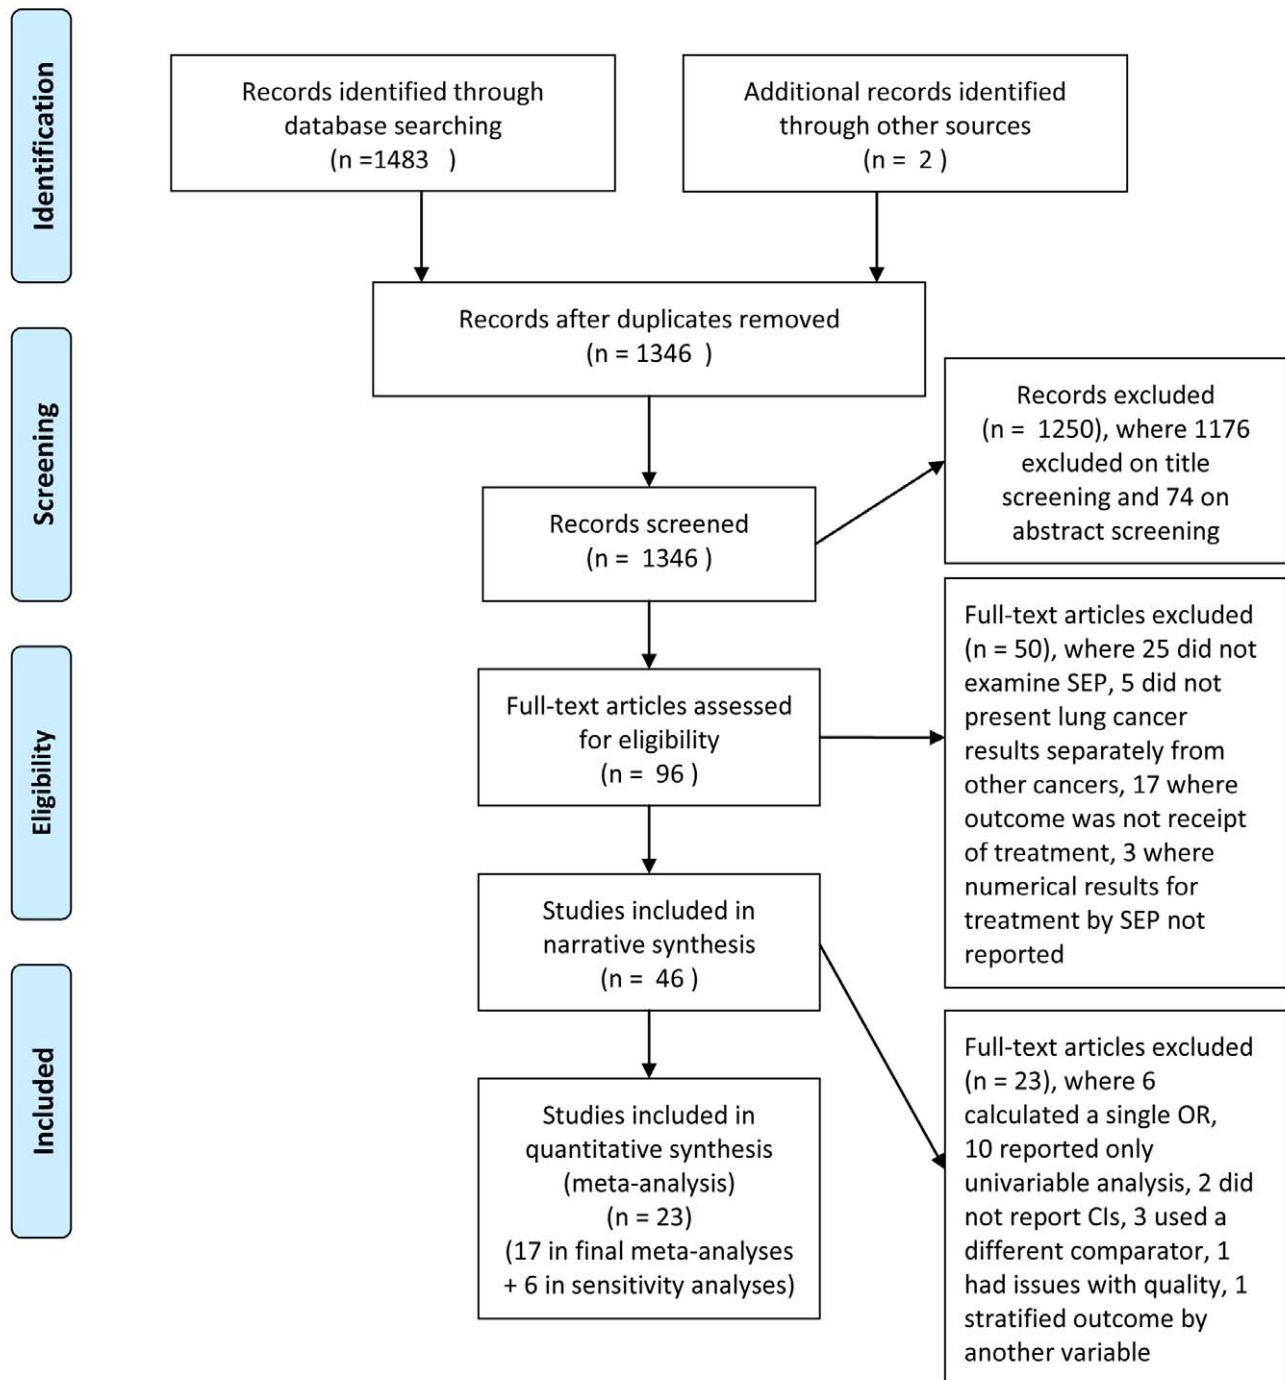 Identification
Records identified through
database searching
(n =1483 )
Additional records identified
through other sources
(n = 2 )
Records after duplicates removed
(n = 1346 )
Screening
Records screened
(n = 1346 )
Records excluded
(n = 1250), where 1176
excluded on title
screening and 74 on
abstract screening
Eligibility
Full-text articles assessed
for eligibility
(n = 96 )
Full-text articles excluded
(n = 50), where 25 did not
examine SEP, 5 did not
present lung cancer
results separately from
other cancers, 17 where
outcome was not receipt
of treatment, 3 where
numerical results for
treatment by SEP not
reported
Studies included in
narrative synthesis
(n = 46 )
Included
Studies included in
quantitative synthesis
(meta-analysis)
(n = 23)
(17 in final meta-analyses
+ 6 in sensitivity analyses)
Full-text articles excluded
(n = 23), where 6
calculated a single OR,
10 reported only
univariable analysis, 2 did
not report CIs, 3 used a
different comparator, 1
had issues with quality, 1
stratified outcome by
another variable